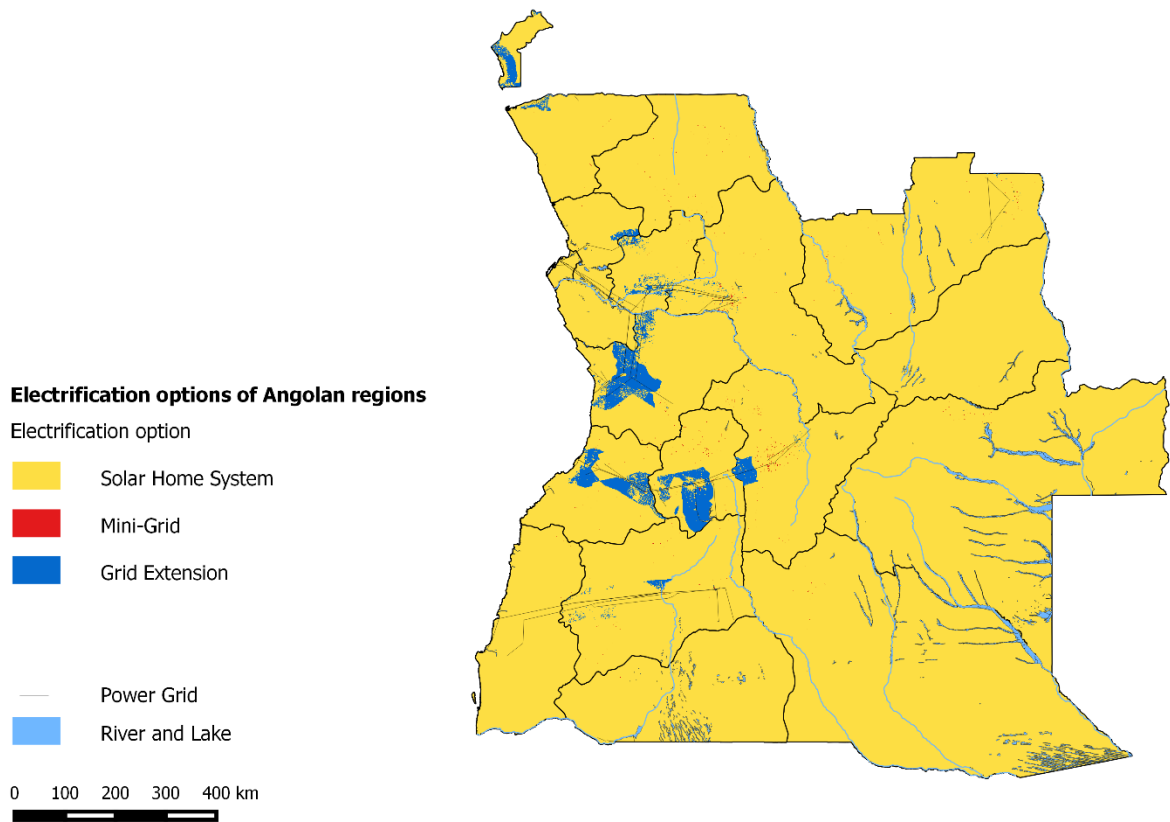 Electrification options of Angolan regions
Electrification option
Solar Home System
Mini-Grid
Grid Extension
Power Grid
River and Lake
0 100 200 300 400 km